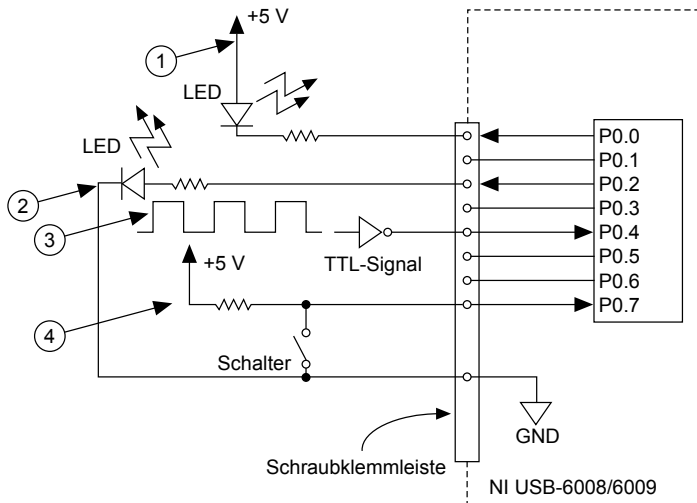 +5 V
1
LED
LED
2
3
+5 V
TTL-Signal
4
Schalter
P0.0
P0.1
P0.2
P0.3
P0.4
P0.5
P0.6
P0.7
GND
Schraubklemmleiste
NI USB-6008/6009